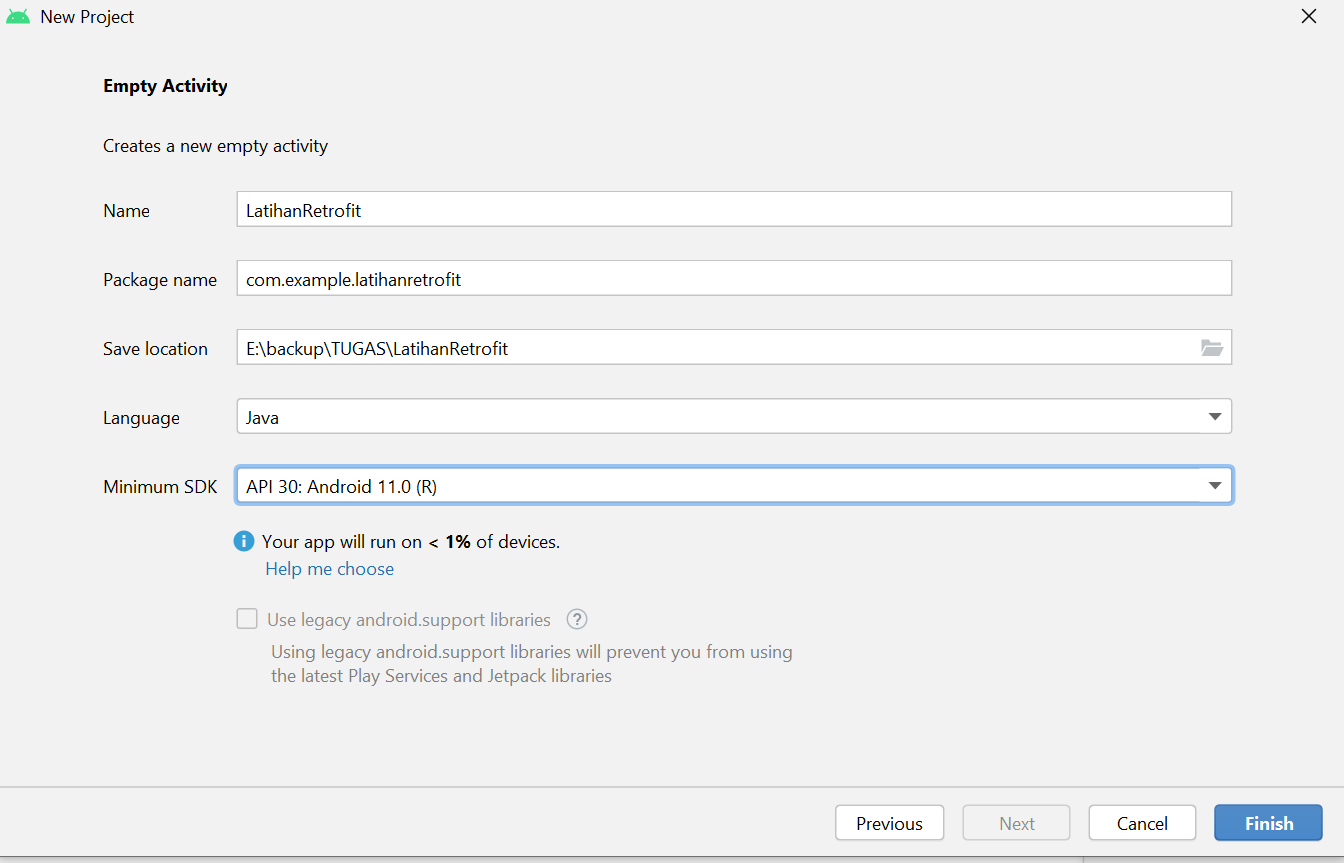 New Project
Empty Activity
Creates a new empty activity
Name
LatihanRetrofit
Package name
com.example.latihanretrofit
Save location
E:\backup\TUGAS\LatihanRetrofit
Language
Java
Minimum SDK
API 30: Android 11.0 (R)
i Your app will run on < 1% of devices.
Help me choose
Use legacy android.support libraries ?
Using legacy android.support libraries will prevent you from using
the latest Play Services and Jetpack libraries
Previous
Next
Cancel
Finish